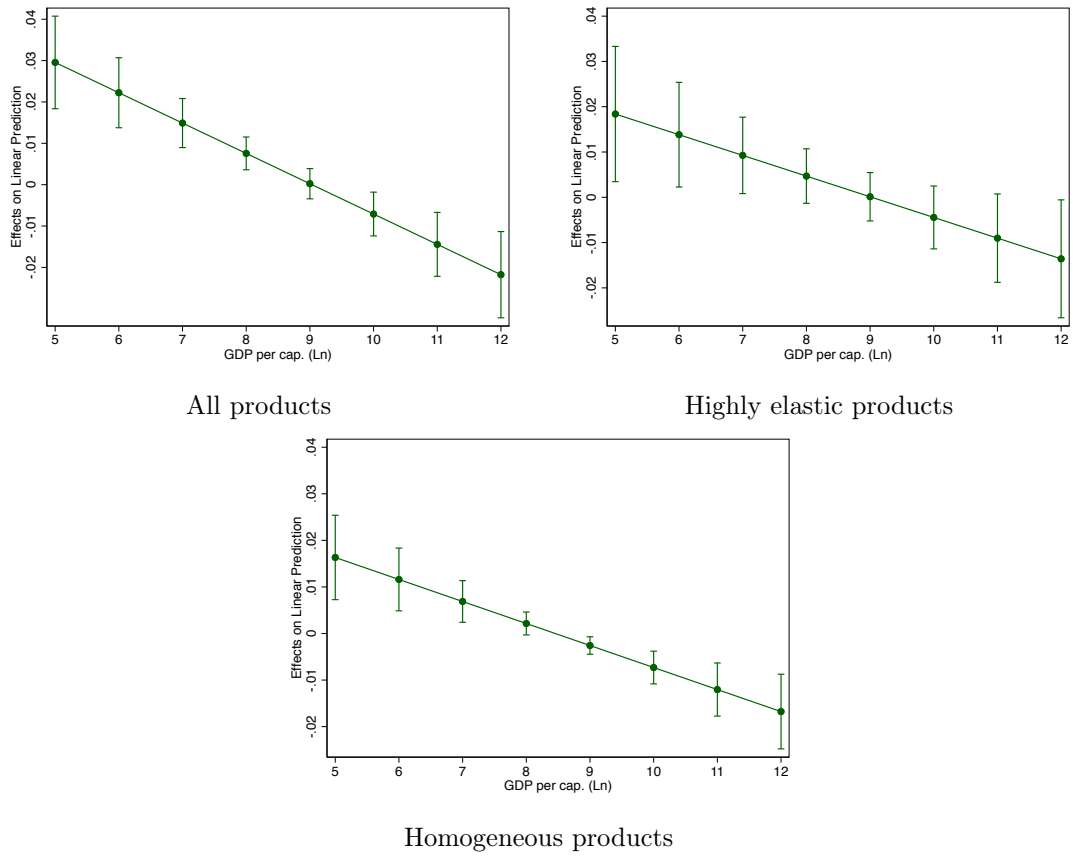 Effects on Linear Prediction
.04
.03
.02
.01
0
-.01
-.02
5 6 7 8 9 10 11 12
GDP per cap. (Ln)
All products
Effects on Linear Prediction
.04
.03
.02
.01
0
-.01
-.02
5 6 7 8 9 10 11 12
GDP per cap. (Ln)
Highly elastic products
Effects on Linear Prediction
.04
.03
.02
.01
0
-.01
-.02
5 6 7 8 9 10 11 12
GDP per cap. (Ln)
Homogeneous products